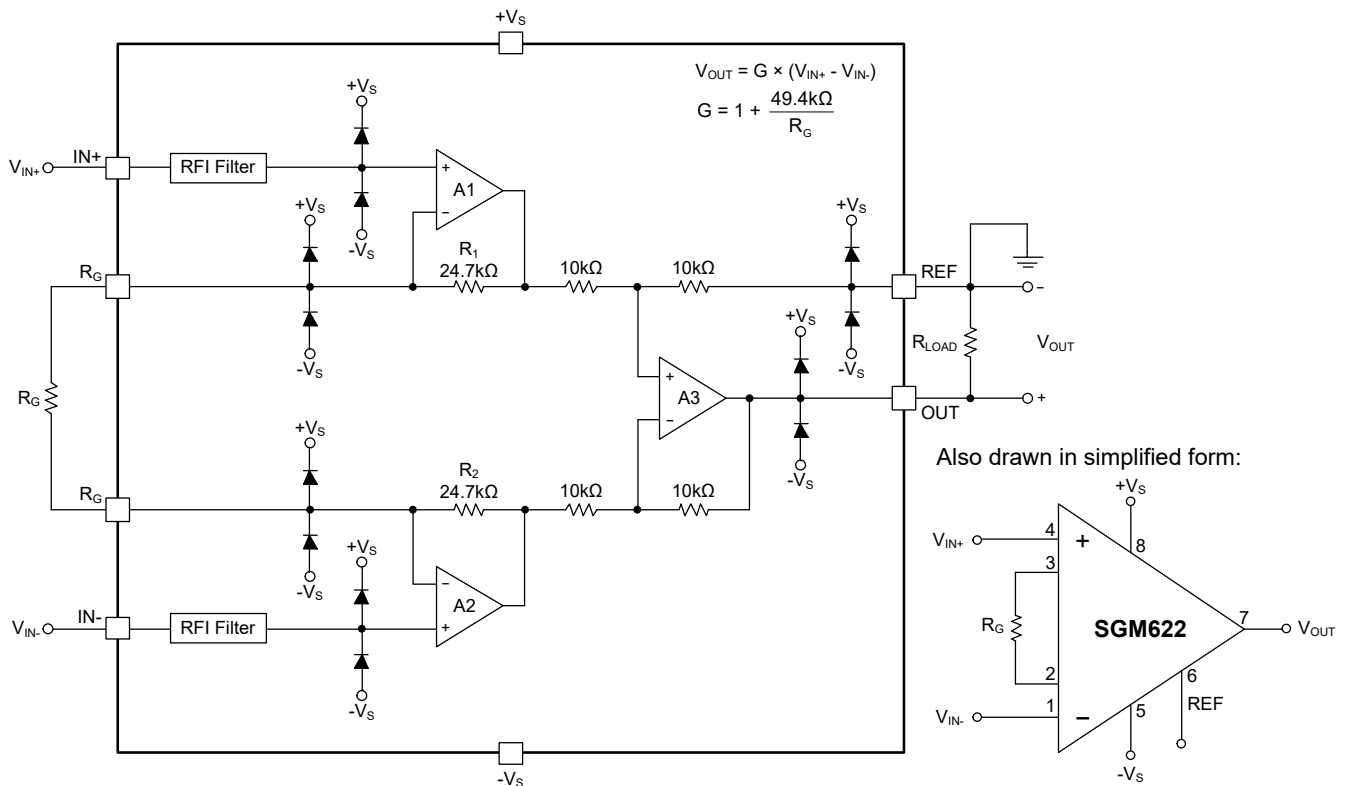 +VS
VOUT = G × (VIN+ - VIN-)
G = 1 + 49.4kΩ
RG
+VS
IN+
VIN+
RFI Filter
+
A1
−
+VS
-VS
+VS
R1
RG
24.7kΩ
10kΩ
10kΩ
REF
−
-VS
+VS
-VS
RLOAD
VOUT
RG
+
A3
−
OUT
+
+VS
-VS
Also drawn in simplified form:
R2
RG
24.7kΩ
10kΩ
10kΩ
+VS
VIN+
4
+
8
3
+VS
-VS
−
A2
+
IN-
VIN-
RFI Filter
RG
SGM622
7
VOUT
2
6
1
REF
VIN-
−
5
-VS
-VS
-VS